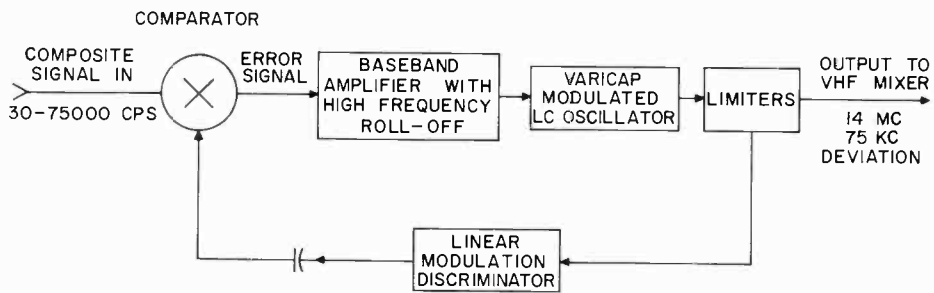 COMPARATOR
COMPOSITE
SIGNAL IN
30-75000 CPS
ERROR
SIGNAL
BASEBAND
AMPLIFIER WITH
HIGH FREQUENCY
ROLL-OFF
VARICAP
MODULATED
LC OSCILLATOR
LIMITERS
OUTPUT TO
VHF MIXER
14 MC
75 KC
DEVIATION
LINEAR
MODULATION
DISCRIMINATOR